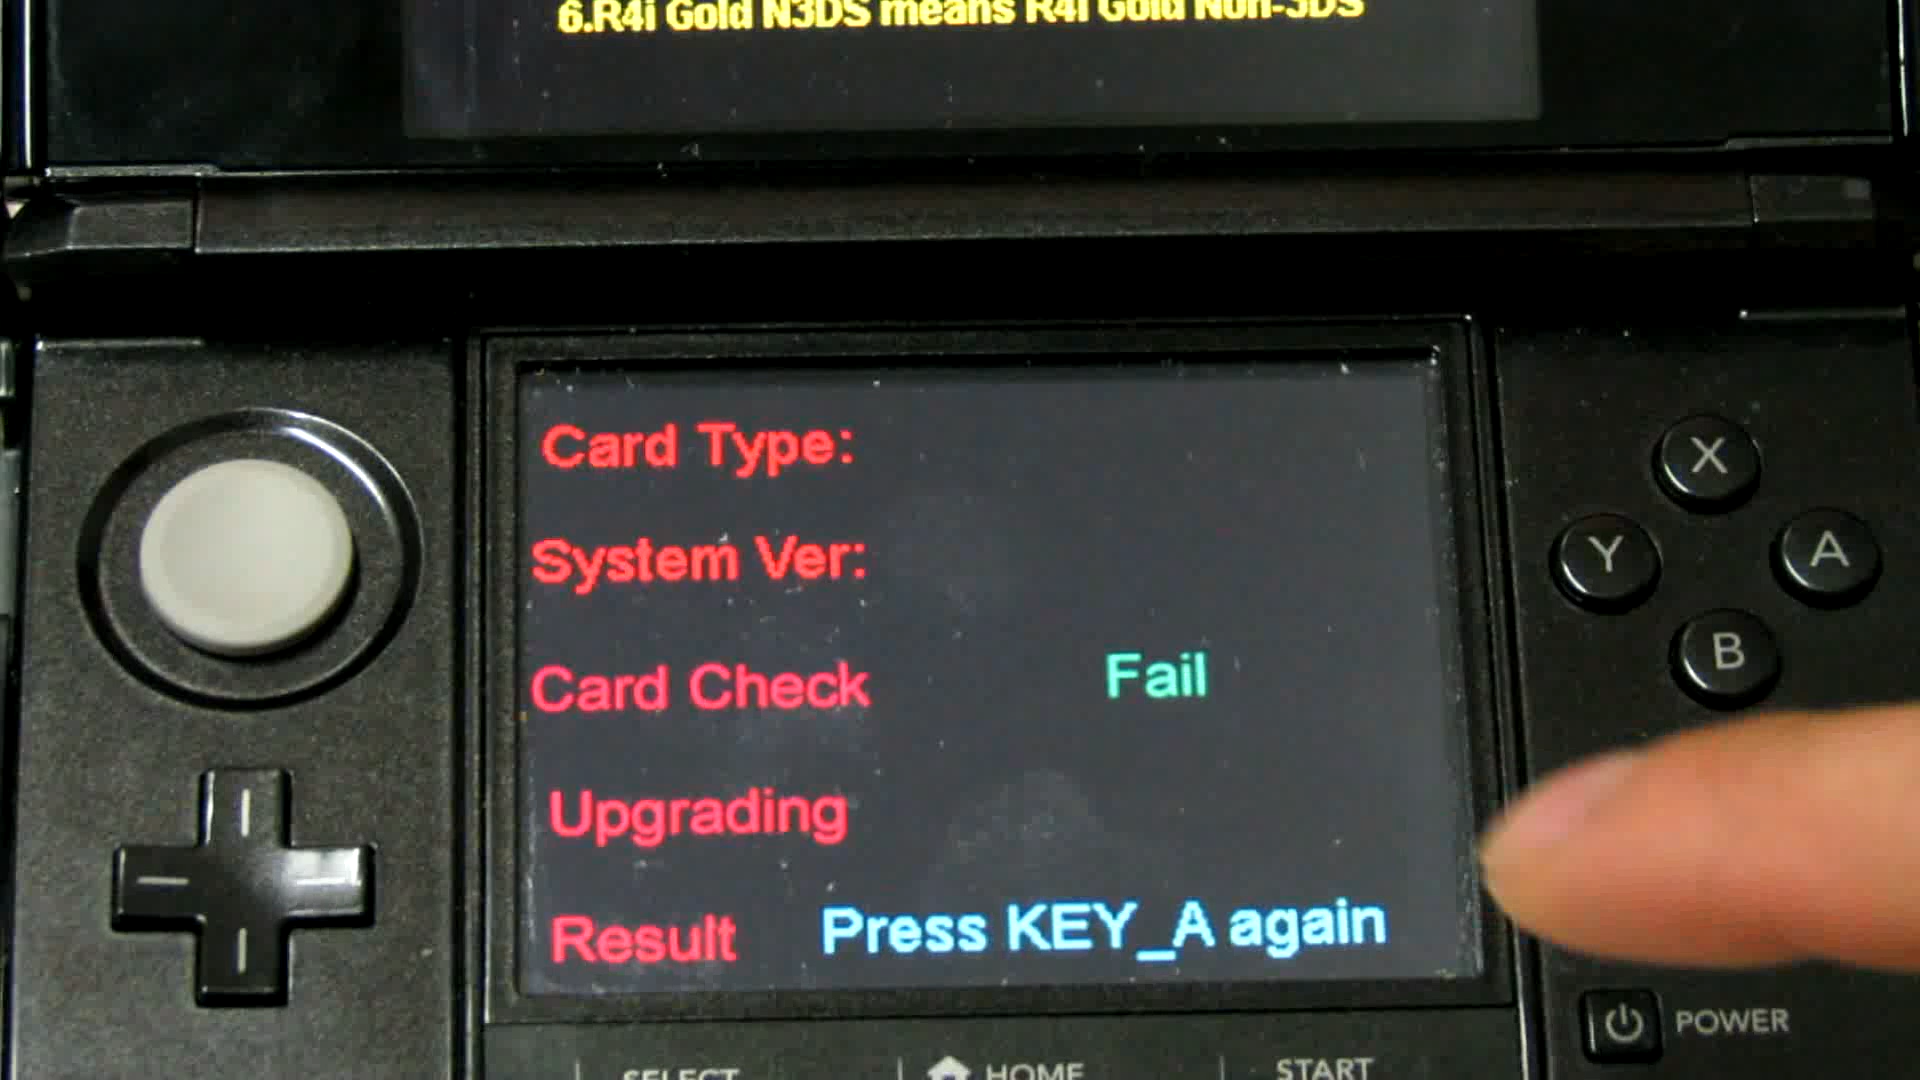 6.R4i Gold N3DS means R4i Gold Non-3DS
Card Type:
System Ver:
Card Check Fail
Upgrading
Result Press KEY_A again
X
Y
A
B
POWER
SELECT
HOME
START